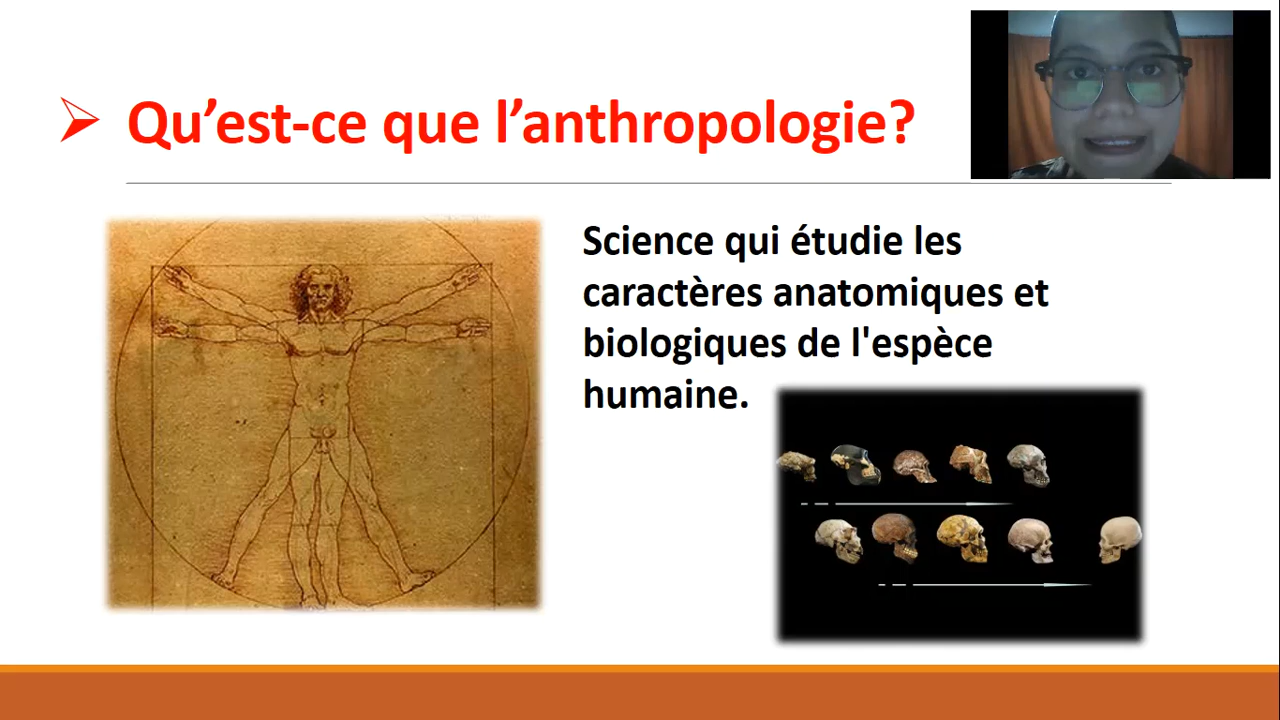 Qu’est-ce que l’anthropologie?
Science qui étudie les
caractères anatomiques et
biologiques de l'espèce
humaine.